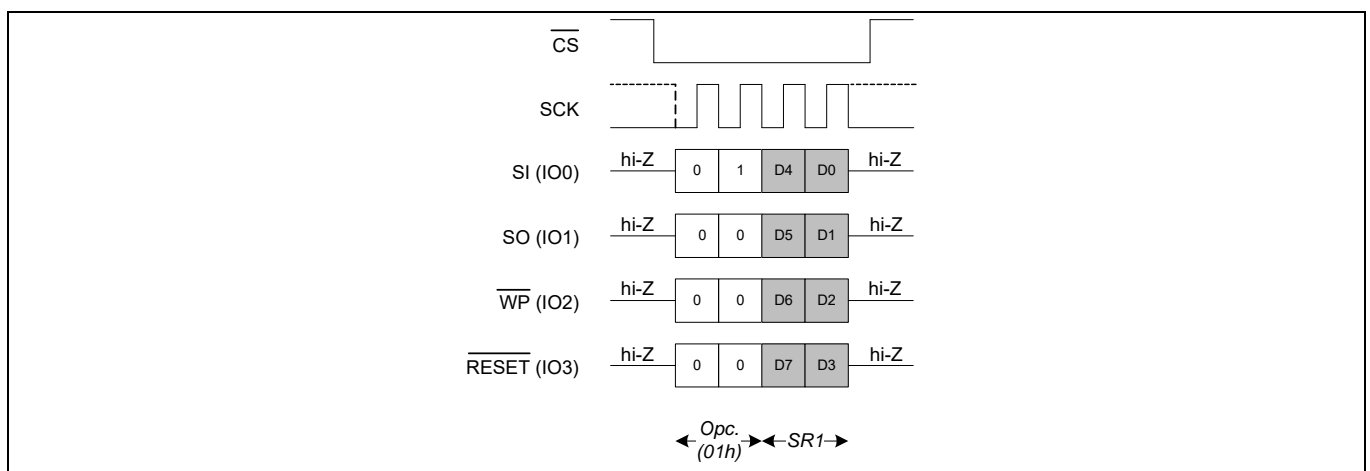 CS
SCK
SI (IO0) hi-Z 0 1 D4 D0 hi-Z
SO (IO1) hi-Z 0 0 D5 D1 hi-Z
WP (IO2) hi-Z 0 0 D6 D2 hi-Z
RESET (IO3) hi-Z 0 0 D7 D3 hi-Z
Opc. SR1
(01h)